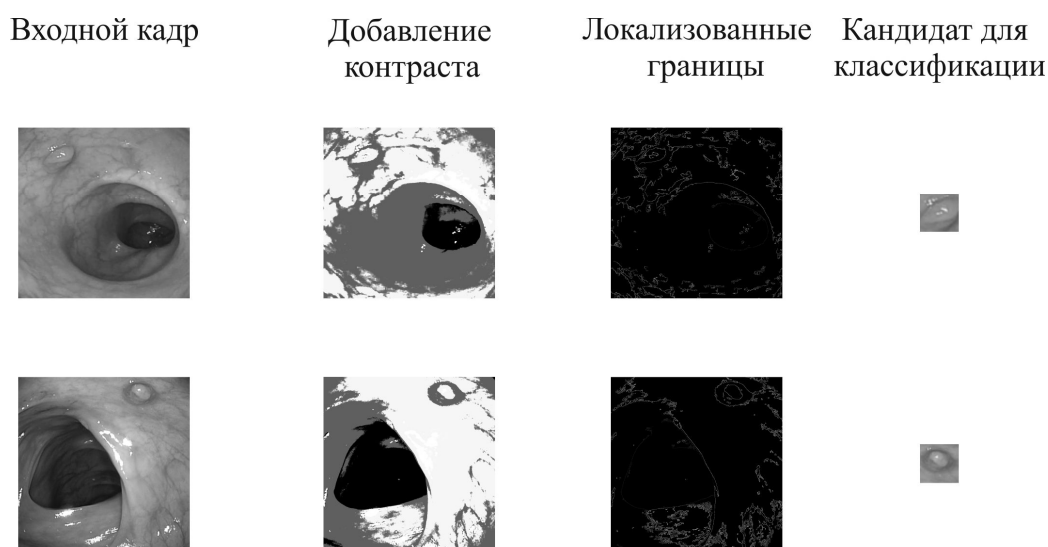 Входной кадр
Добавление
контраста
Локализованные
границы
Кандидат для
классификации